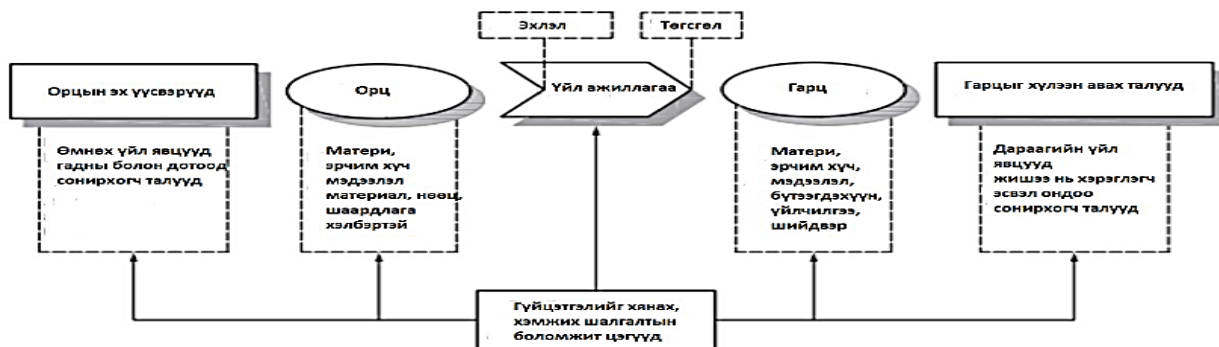 Эхлэл
Төгсгөл
Орцын эх үүсвэрүүд
Орц
Үйл ажиллагаа
Гарц
Гарцыг хүлээн авах талууд
Өмнөх үйл явцууд
гадны болон дотоод
сонирхогч талууд
Матери,
эрчим хүч
мэдээлэл
материал, нөөц,
шаардлага
хэлбэртэй
Матери,
эрчим хүч,
мэдээлэл,
бүтээгдэхүүн,
үйлчилгээ,
шийдвэр
Дараагийн үйл
явцууд
жишээ нь хэрэглэгч
эсвэл ондоо
сонирхогч талууд
Гүйцэтгэлийг хянах,
хэмжих шалгалтын
боломжит цэгүүд